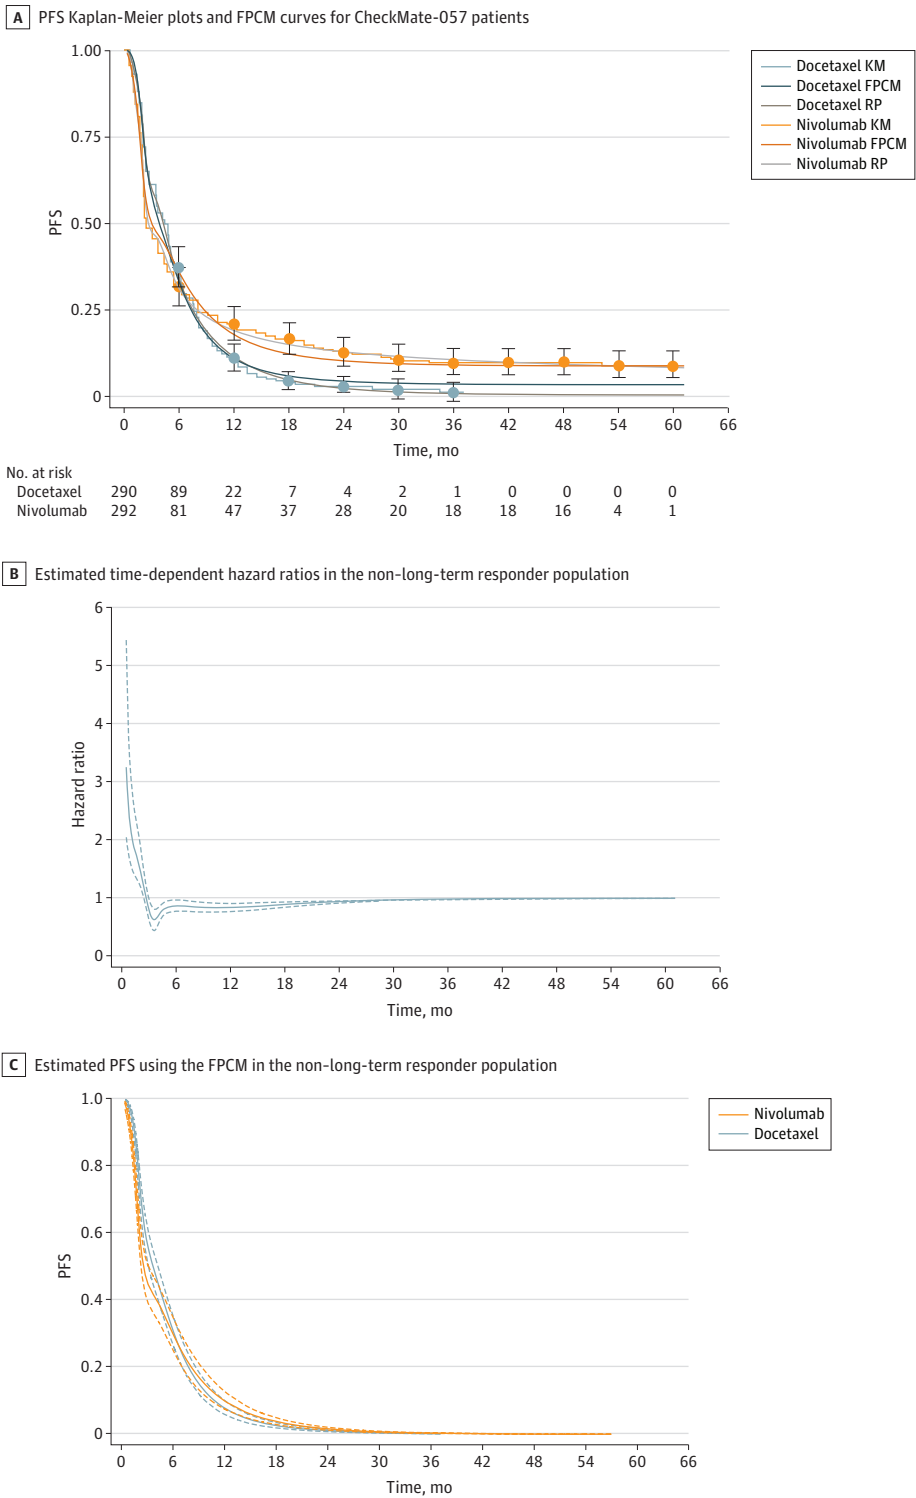 A PFS Kaplan-Meier plots and FPCM curves for CheckMate-057 patients
1.00
0.75
0.50
0.25
0
PFS
0 6 12 18 24 30 36 42 48 54 60 66
Time, mo
Docetaxel KM
Docetaxel FPCM
Docetaxel RP
Nivolumab KM
Nivolumab FPCM
Nivolumab RP
No. at risk
Docetaxel 290 89 22 7 4 2 1 0 0 0 0
Nivolumab 292 81 47 37 28 20 18 18 16 4 1
B Estimated time-dependent hazard ratios in the non-long-term responder population
6
5
4
3
2
1
0
Hazard ratio
0 6 12 18 24 30 36 42 48 54 60 66
Time, mo
C Estimated PFS using the FPCM in the non-long-term responder population
1.0
0.8
0.6
0.4
0.2
0
PFS
0 6 12 18 24 30 36 42 48 54 60 66
Time, mo
Nivolumab
Docetaxel